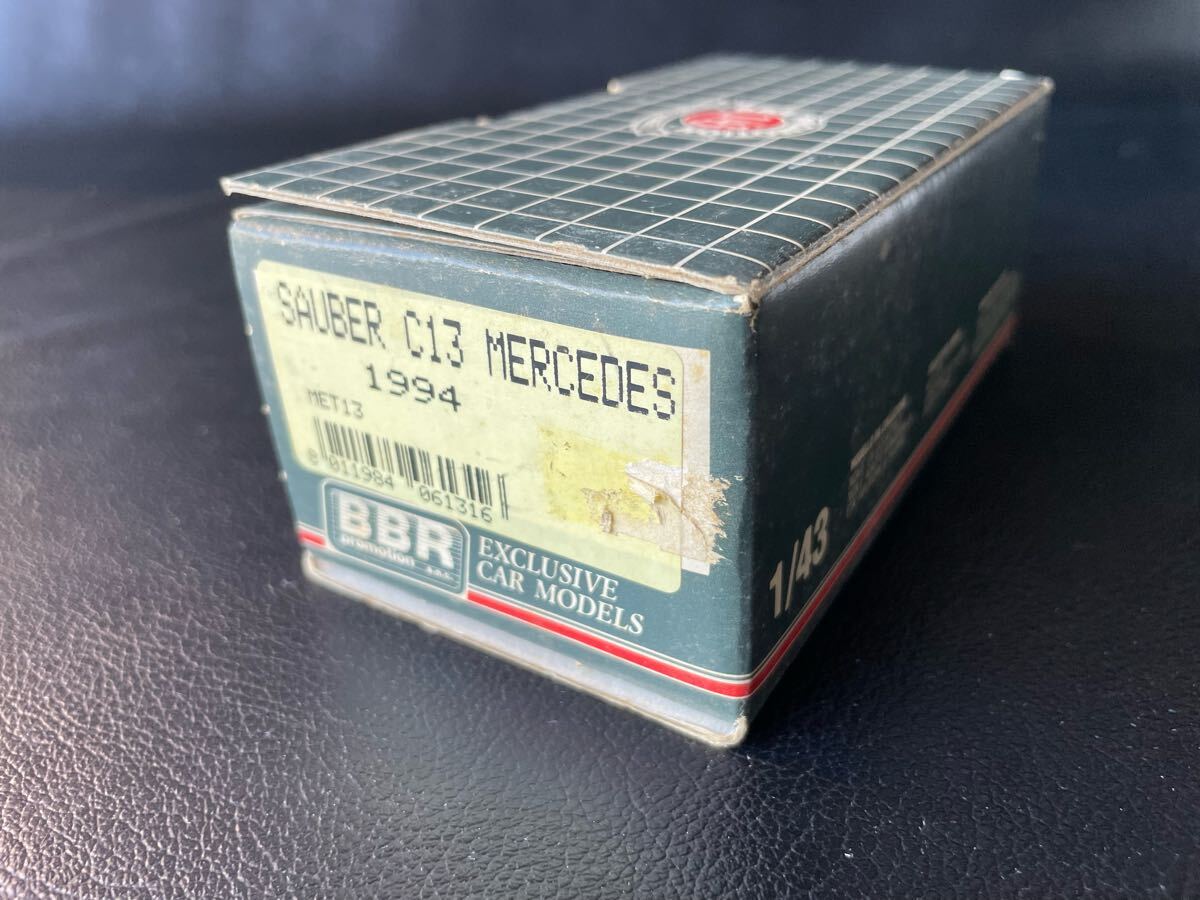 SAUBER C13 MERCEDES
1994
MET13
8 011984 061316
BBR
promotion s.a.s.
EXCLUSIVE
CAR MODELS
1/43